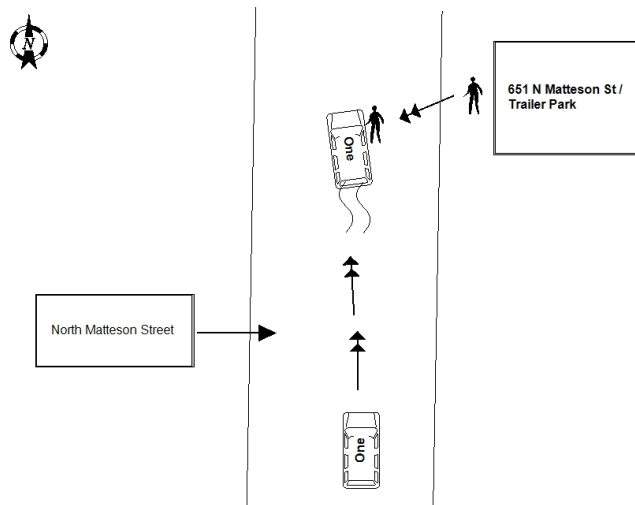 N
651 N Matteson St /
Trailer Park
One
North Matteson Street
One